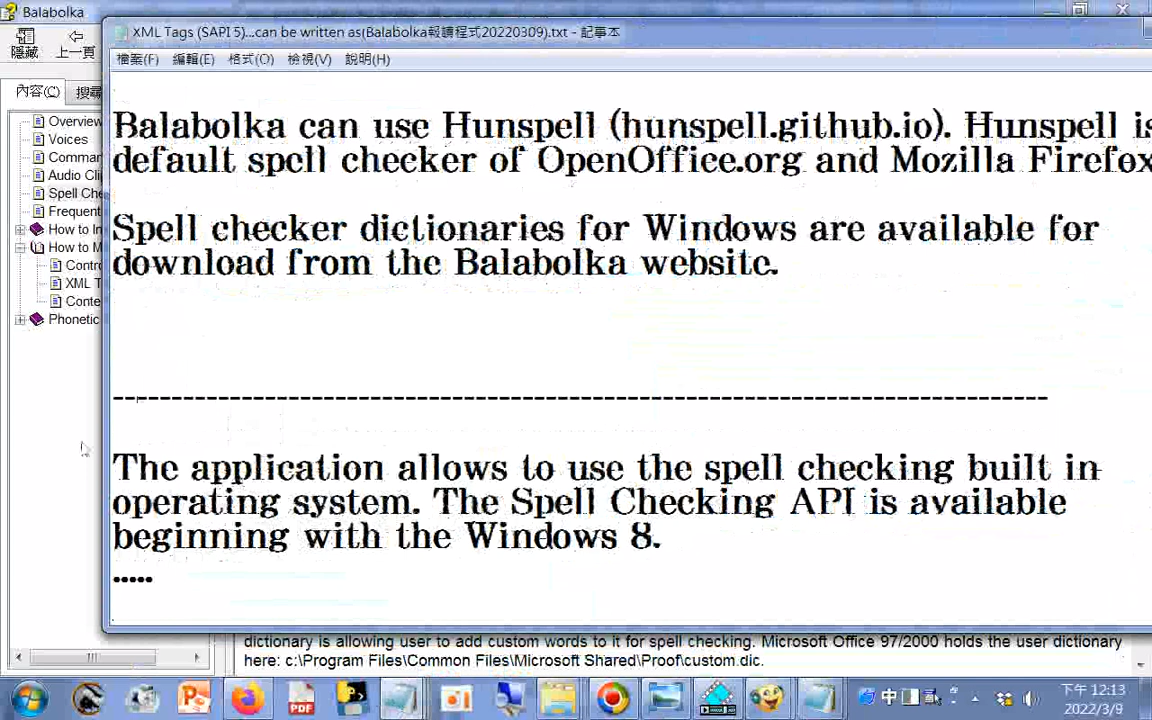 Balabolka
XML Tags (SAPI 5)...can be written as(Balabolka報讀程式20220309).txt - 記事本
隱藏
上一頁
檔案(F) 編輯(E) 格式(O) 檢視(V) 說明(H)
內容(C) 搜尋
Overview
Voices
Comman
Audio Cli
Spell Che
Frequent
How to In
How to M
Contro
XML T
Conte
Phonetic
Balabolka can use Hunspell (hunspell.github.io). Hunspell is
default spell checker of OpenOffice.org and Mozilla Firefox
Spell checker dictionaries for Windows are available for
download from the Balabolka website.
--------------------------------------------------------------------------------
The application allows to use the spell checking built in
operating system. The Spell Checking API is available
beginning with the Windows 8.
.....
dictionary is allowing user to add custom words to it for spell checking. Microsoft Office 97/2000 holds the user dictionary
here: c:\Program Files\Common Files\Microsoft Shared\Proof\custom.dic.
PDF
中
下午 12:13
2022/3/9